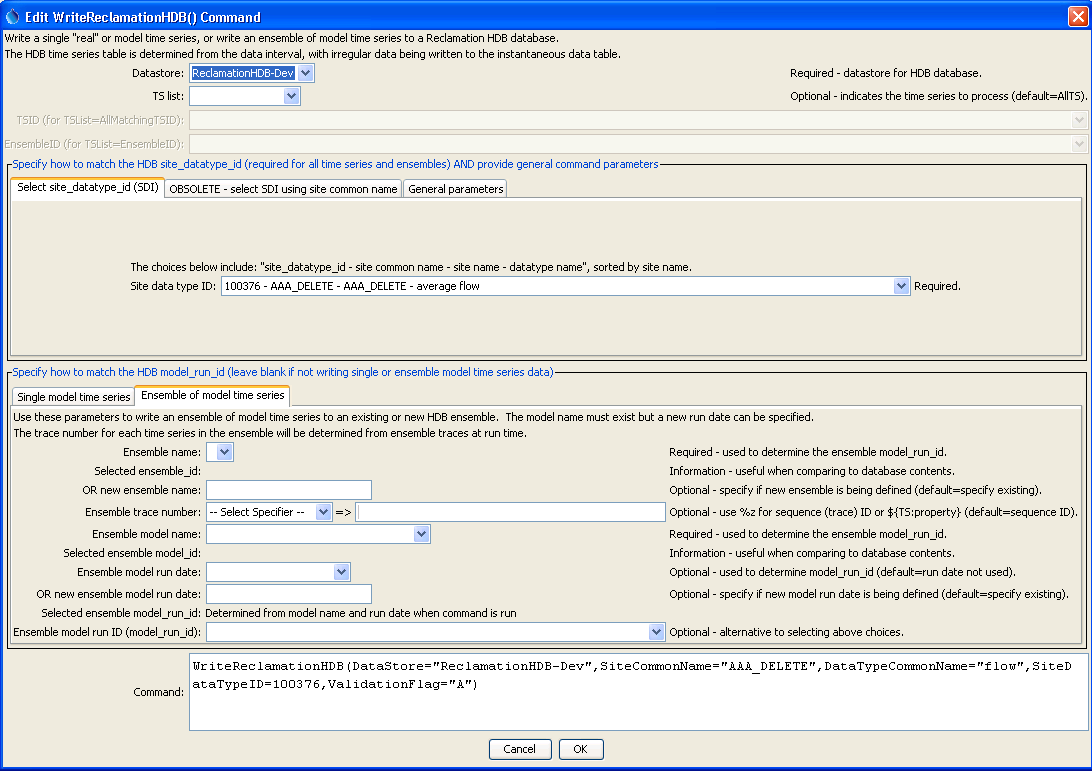 Edit WriteReclamationHDB() Command
Write a single "real" or model time series, or write an ensemble of model time series to a Reclamation HDB database.
The HDB time series table is determined from the data interval, with irregular data being written to the instantaneous data table.
Datastore: ReclamationHDB-Dev Required - datastore for HDB database.
TS list: Optional - indicates the time series to process (default=AllTS).
TSID (for TSList=AllMatchingTSID):
EnsembleID (for TSList=EnsembleID):
Specify how to match the HDB site_datatype_id (required for all time series and ensembles) AND provide general command parameters
Select site_datatype_id (SDI) OBSOLETE - select SDI using site common name General parameters
The choices below include: "site_datatype_id - site common name - site name - datatype name", sorted by site name.
Site data type ID: 100376 - AAA_DELETE - AAA_DELETE - average flow Required.
Specify how to match the HDB model_run_id (leave blank if not writing single or ensemble model time series data)
Single model time series Ensemble of model time series
Use these parameters to write an ensemble of model time series to an existing or new HDB ensemble. The model name must exist but a new run date can be specified.
The trace number for each time series in the ensemble will be determined from ensemble traces at run time.
Ensemble name: Required - used to determine the ensemble model_run_id.
Selected ensemble_id: Information - useful when comparing to database contents.
OR new ensemble name: Optional - specify if new ensemble is being defined (default=specify existing).
Ensemble trace number: -- Select Specifier -- => Optional - use %z for sequence (trace) ID or ${TS:property} (default=sequence ID).
Ensemble model name: Required - used to determine the ensemble model_run_id.
Selected ensemble model_id: Information - useful when comparing to database contents.
Ensemble model run date: Optional - used to determine model_run_id (default=run date not used).
OR new ensemble model run date: Optional - specify if new model run date is being defined (default=specify existing).
Selected ensemble model_run_id: Determined from model name and run date when command is run
Ensemble model run ID (model_run_id): Optional - alternative to selecting above choices.
WriteReclamationHDB(DataStore="ReclamationHDB-Dev",SiteCommonName="AAA_DELETE",DataTypeCommonName="flow",SiteD
Command: ataTypeID=100376,ValidationFlag="A")
Cancel OK